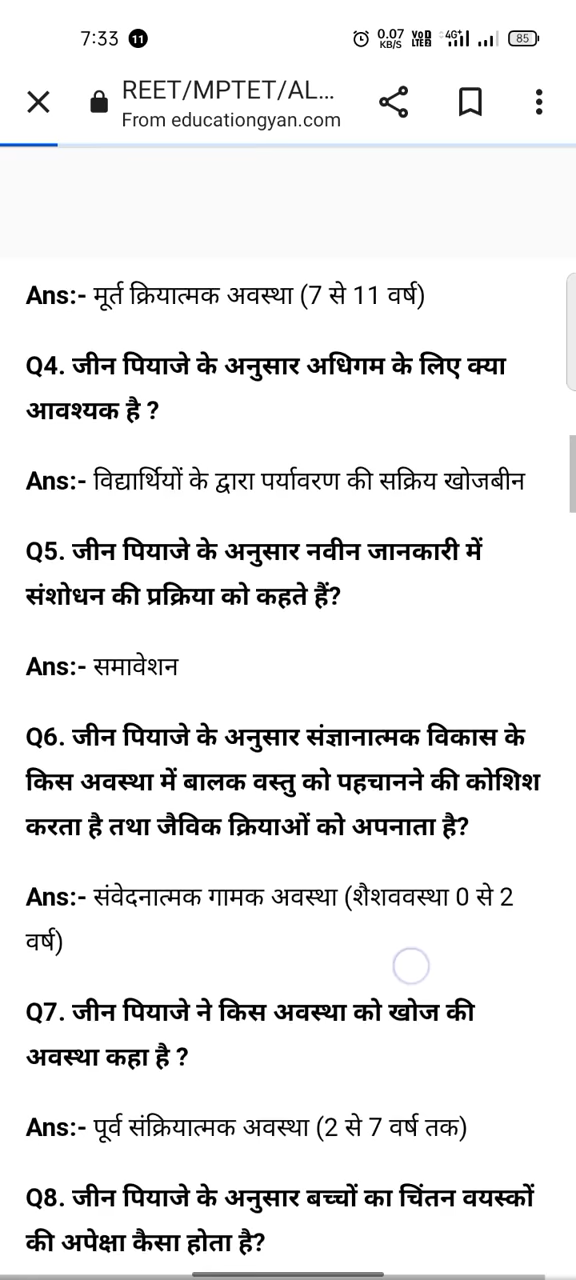 7:33 11 0.07 KB/S VoD LTE2 4G+ 85
REET/MPTET/AL...
From educationgyan.com
Ans:- मूर्त क्रियात्मक अवस्था (7 से 11 वर्ष)
Q4. जीन पियाजे के अनुसार अधिगम के लिए क्या
आवश्यक है ?
Ans:- विद्यार्थियों के द्वारा पर्यावरण की सक्रिय खोजबीन
Q5. जीन पियाजे के अनुसार नवीन जानकारी में
संशोधन की प्रक्रिया को कहते हैं?
Ans:- समावेशन
Q6. जीन पियाजे के अनुसार संज्ञानात्मक विकास के
किस अवस्था में बालक वस्तु को पहचानने की कोशिश
करता है तथा जैविक क्रियाओं को अपनाता है?
Ans:- संवेदनात्मक गामक अवस्था (शैशववस्था 0 से 2
वर्ष)
Q7. जीन पियाजे ने किस अवस्था को खोज की
अवस्था कहा है ?
Ans:- पूर्व संक्रियात्मक अवस्था (2 से 7 वर्ष तक)
Q8. जीन पियाजे के अनुसार बच्चों का चिंतन वयस्कों
की अपेक्षा कैसा होता है?